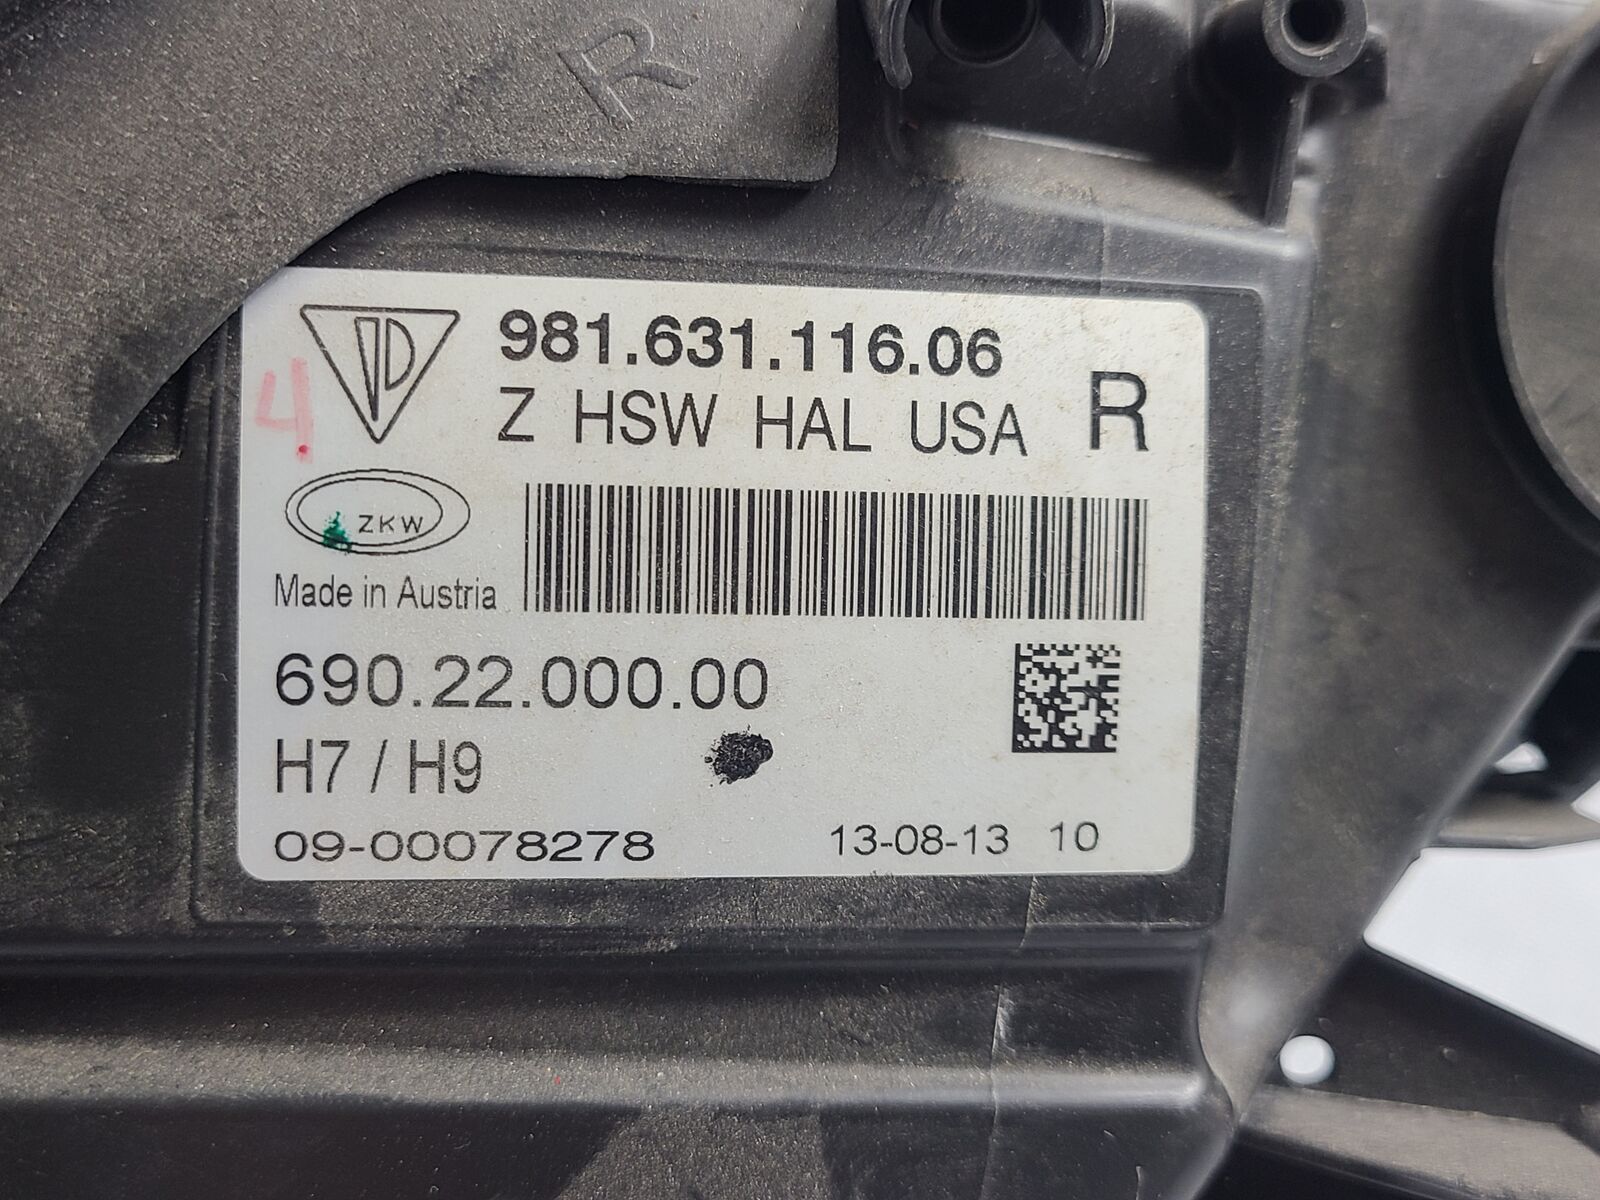 R
981.631.116.06
Z HSW HAL USA R
4
ZKW
Made in Austria
690.22.000.00
H7 / H9
09-00078278 13-08-13 10